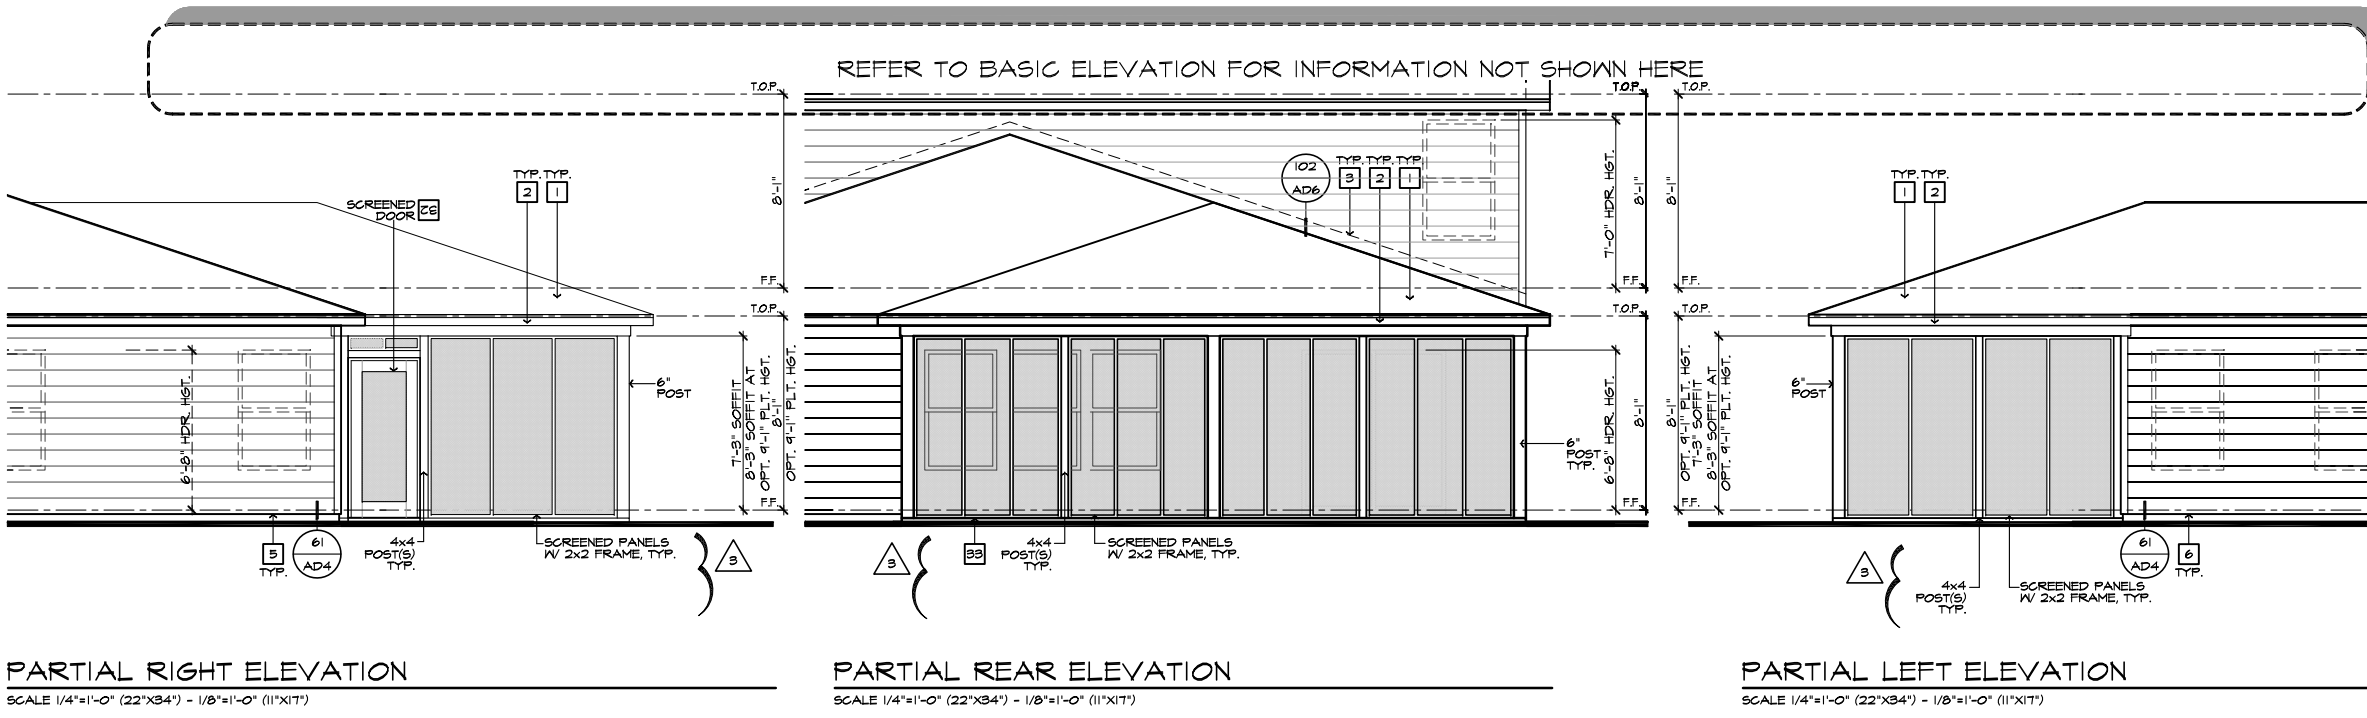 REFER TO BASIC ELEVATION FOR INFORMATION NOT SHOWN HERE
T.O.P.
8'-1"
F.F.
T.O.P.
TYP. TYP.
2 1
SCREENED
DOOR
32
6'-8" HDR. HGT.
6"
POST
7'-3" SOFFIT
8'-3" SOFFIT AT
OPT. 9'-1" PLT. HGT.
8'-1"
OPT. 9'-1" PLT. HGT.
F.F.
5
TYP.
61
AD4
4x4
POST(S)
TYP.
SCREENED PANELS
W/ 2x2 FRAME, TYP.
3
PARTIAL RIGHT ELEVATION
SCALE 1/4"=1'-0" (22"X34") - 1/8"=1'-0" (11"X17")
102
AD6
TYP. TYP. TYP.
3 2 1
T.O.P.
7'-0" HDR. HGT.
8'-1"
F.F.
T.O.P.
6"
POST
TYP.
6'-8" HDR. HGT.
8'-1"
F.F.
3
33
4x4
POST(S)
TYP.
SCREENED PANELS
W/ 2x2 FRAME, TYP.
PARTIAL REAR ELEVATION
SCALE 1/4"=1'-0" (22"X34") - 1/8"=1'-0" (11"X17")
T.O.P.
8'-1"
F.F.
T.O.P.
TYP. TYP.
1 2
8'-1"
OPT. 9'-1" PLT. HGT.
7'-3" SOFFIT
8'-3" SOFFIT AT
OPT. 9'-1" PLT. HGT.
F.F.
6"
POST
3
4x4
POST(S)
TYP.
SCREENED PANELS
W/ 2x2 FRAME, TYP.
61
AD4
6
TYP.
PARTIAL LEFT ELEVATION
SCALE 1/4"=1'-0" (22"X34") - 1/8"=1'-0" (11"X17")